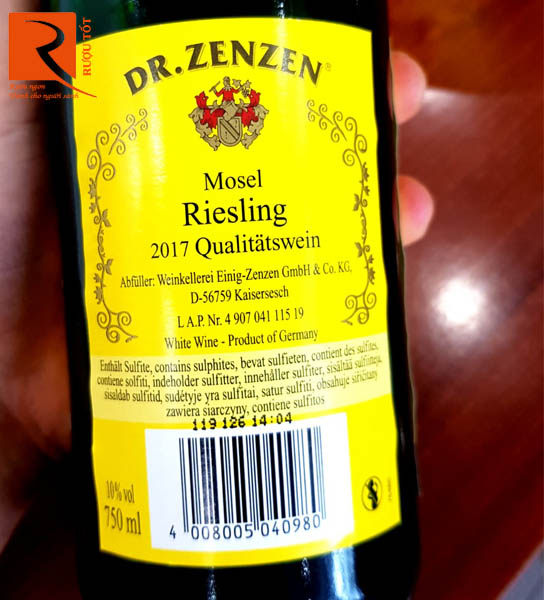 RƯỢU TỐT
DR. ZENZEN®
Mosel
Riesling
2017 Qualitätswein
Abfüller: Weinkellerei Einig-Zenzen GmbH & Co. KG,
D-56759 Kaisersesch
L A.P. Nr. 4 907 041 115 19
White Wine - Product of Germany
Enthält Sulfite, contains sulphites, bevat sulfieten, contient des sulfites,
contiene solfiti, indeholder sulfitter, innehåller sulfiter, sisältää sulfiitteja,
sisaldab sulfitid, sudėtyje yra sulfitai, satur sulfiti, obsahuje siřičitany
zawiera siarczyny, contiene sulfitos
119 126 14:04
10% vol
750 ml
4 008005 040980